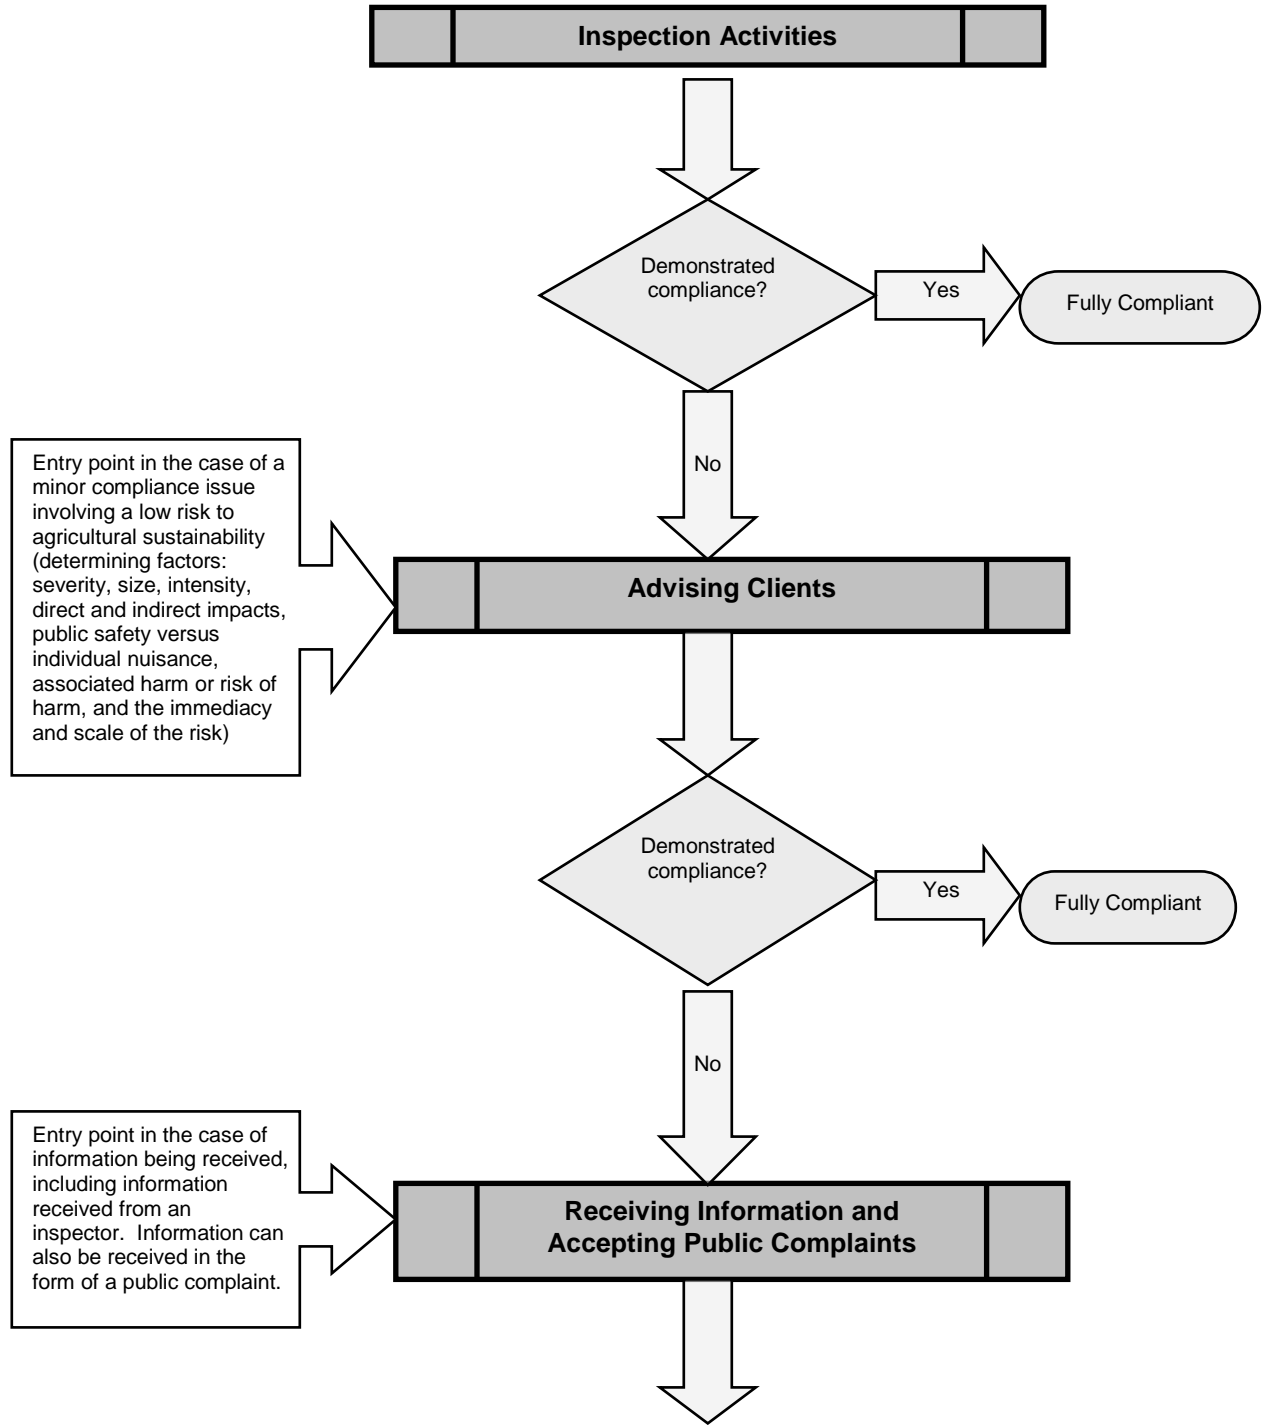 Inspection Activities
Demonstrated
compliance?
Yes
Fully Compliant
No
Entry point in the case of a
minor compliance issue
involving a low risk to
agricultural sustainability
(determining factors:
severity, size, intensity,
direct and indirect impacts,
public safety versus
individual nuisance,
associated harm or risk of
harm, and the immediacy
and scale of the risk)
Advising Clients
Demonstrated
compliance?
Yes
Fully Compliant
No
Entry point in the case of
information being received,
including information
received from an
inspector.  Information can
also be received in the
form of a public complaint.
Receiving Information and
Accepting Public Complaints